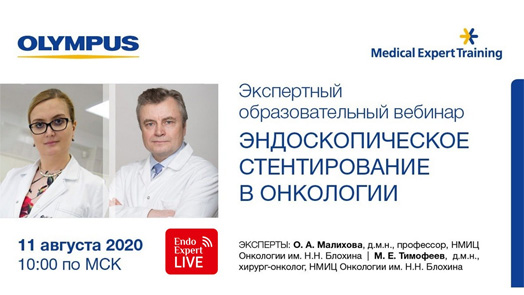 OLYMPUS
Medical Expert Training
Экспертный
образовательный вебинар
ЭНДОСКОПИЧЕСКОЕ
СТЕНТИРОВАНИЕ
В ОНКОЛОГИИ
11 августа 2020
10:00 по МСК
Endo
Expert
LIVE
ЭКСПЕРТЫ: О. А. Малихова, д.м.н., профессор, НМИЦ
Онкологии им. Н.Н. Блохина | М. Е. Тимофеев, д.м.н.,
хирург-онколог, НМИЦ Онкологии им. Н.Н. Блохина